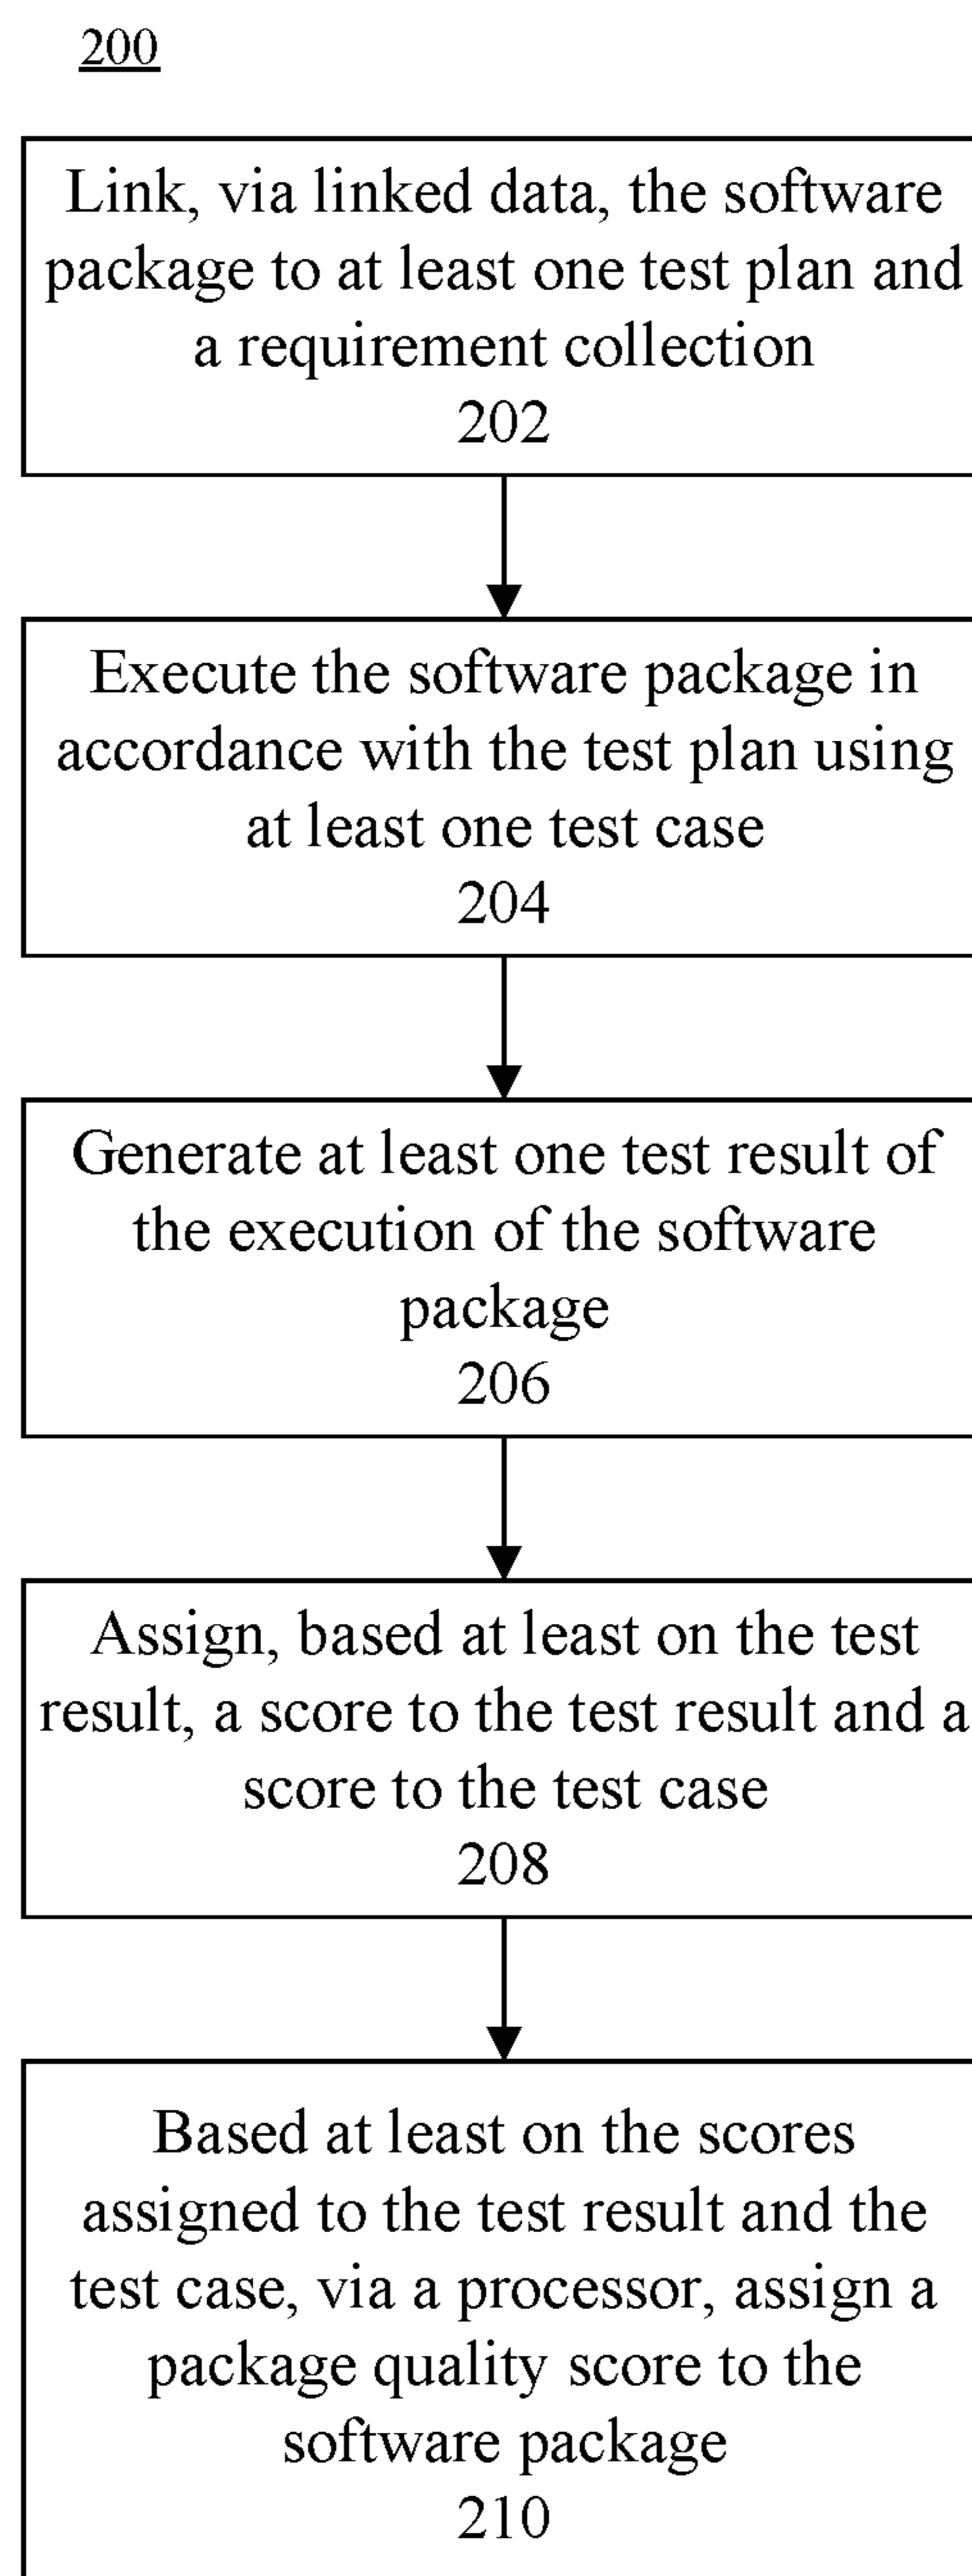 200
Link, via linked data, the software
package to at least one test plan and
a requirement collection
202
Execute the software package in
accordance with the test plan using
at least one test case
204
Generate at least one test result of
the execution of the software
package
206
Assign, based at least on the test
result, a score to the test result and a
score to the test case
208
Based at least on the scores
assigned to the test result and the
test case, via a processor, assign a
package quality score to the
software package
210